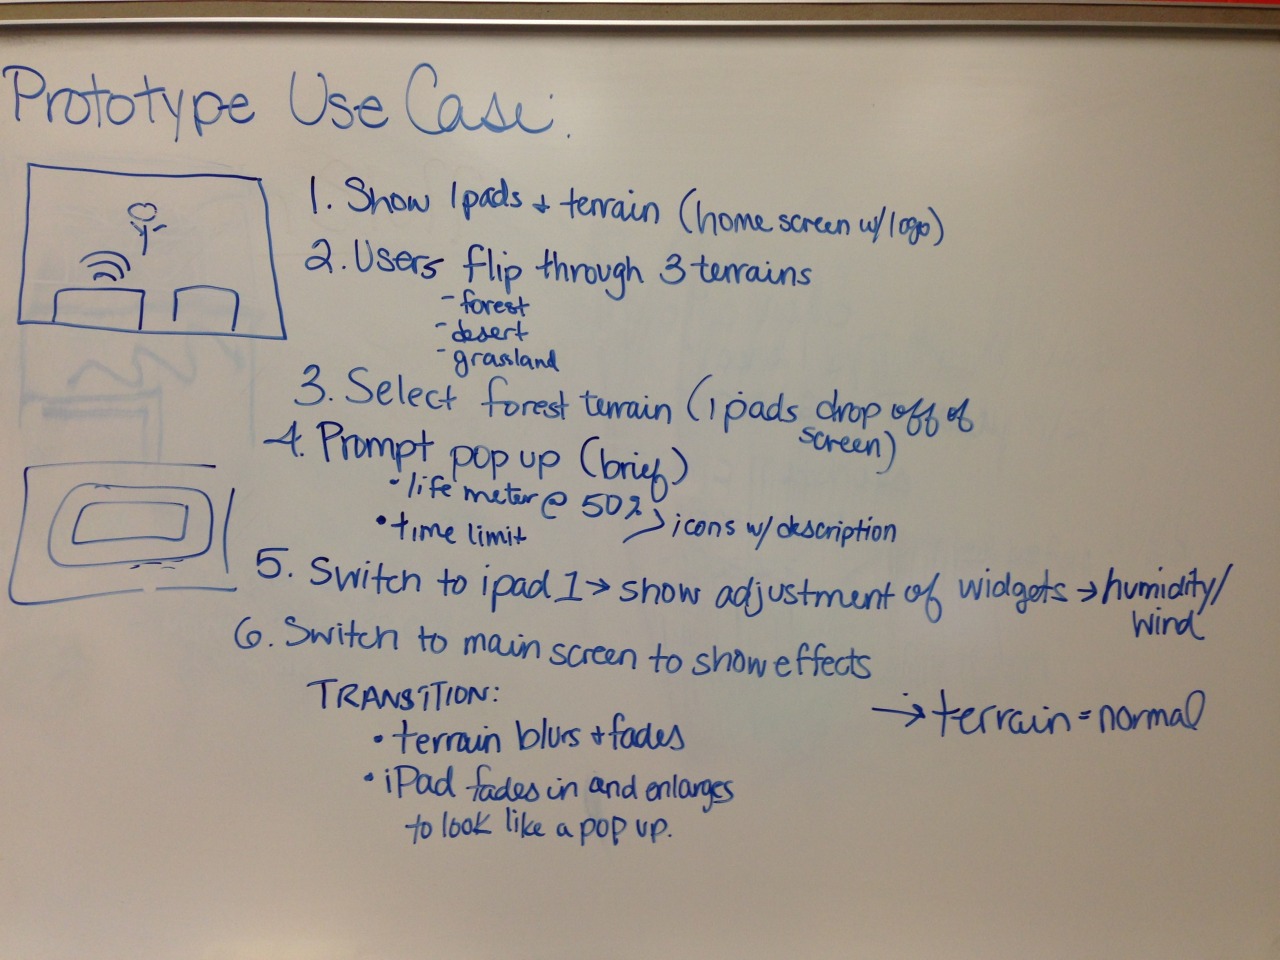 Prototype Use Case:
1. Show Ipads + terrain (home screen w/ logo)
2. Users flip through 3 terrains
- forest
- desert
- grassland
3. Select forest terrain (ipads drop off of
screen)
4. Prompt pop up (brief)
• life meter @ 50%
• time limit > icons w/ description
5. Switch to ipad 1 → show adjustment of widgets → humidity/
wind
6. Switch to main screen to show effects
→ terrain = normal
TRANSITION:
• terrain blurs + fades
• iPad fades in and enlarges
to look like a pop up.